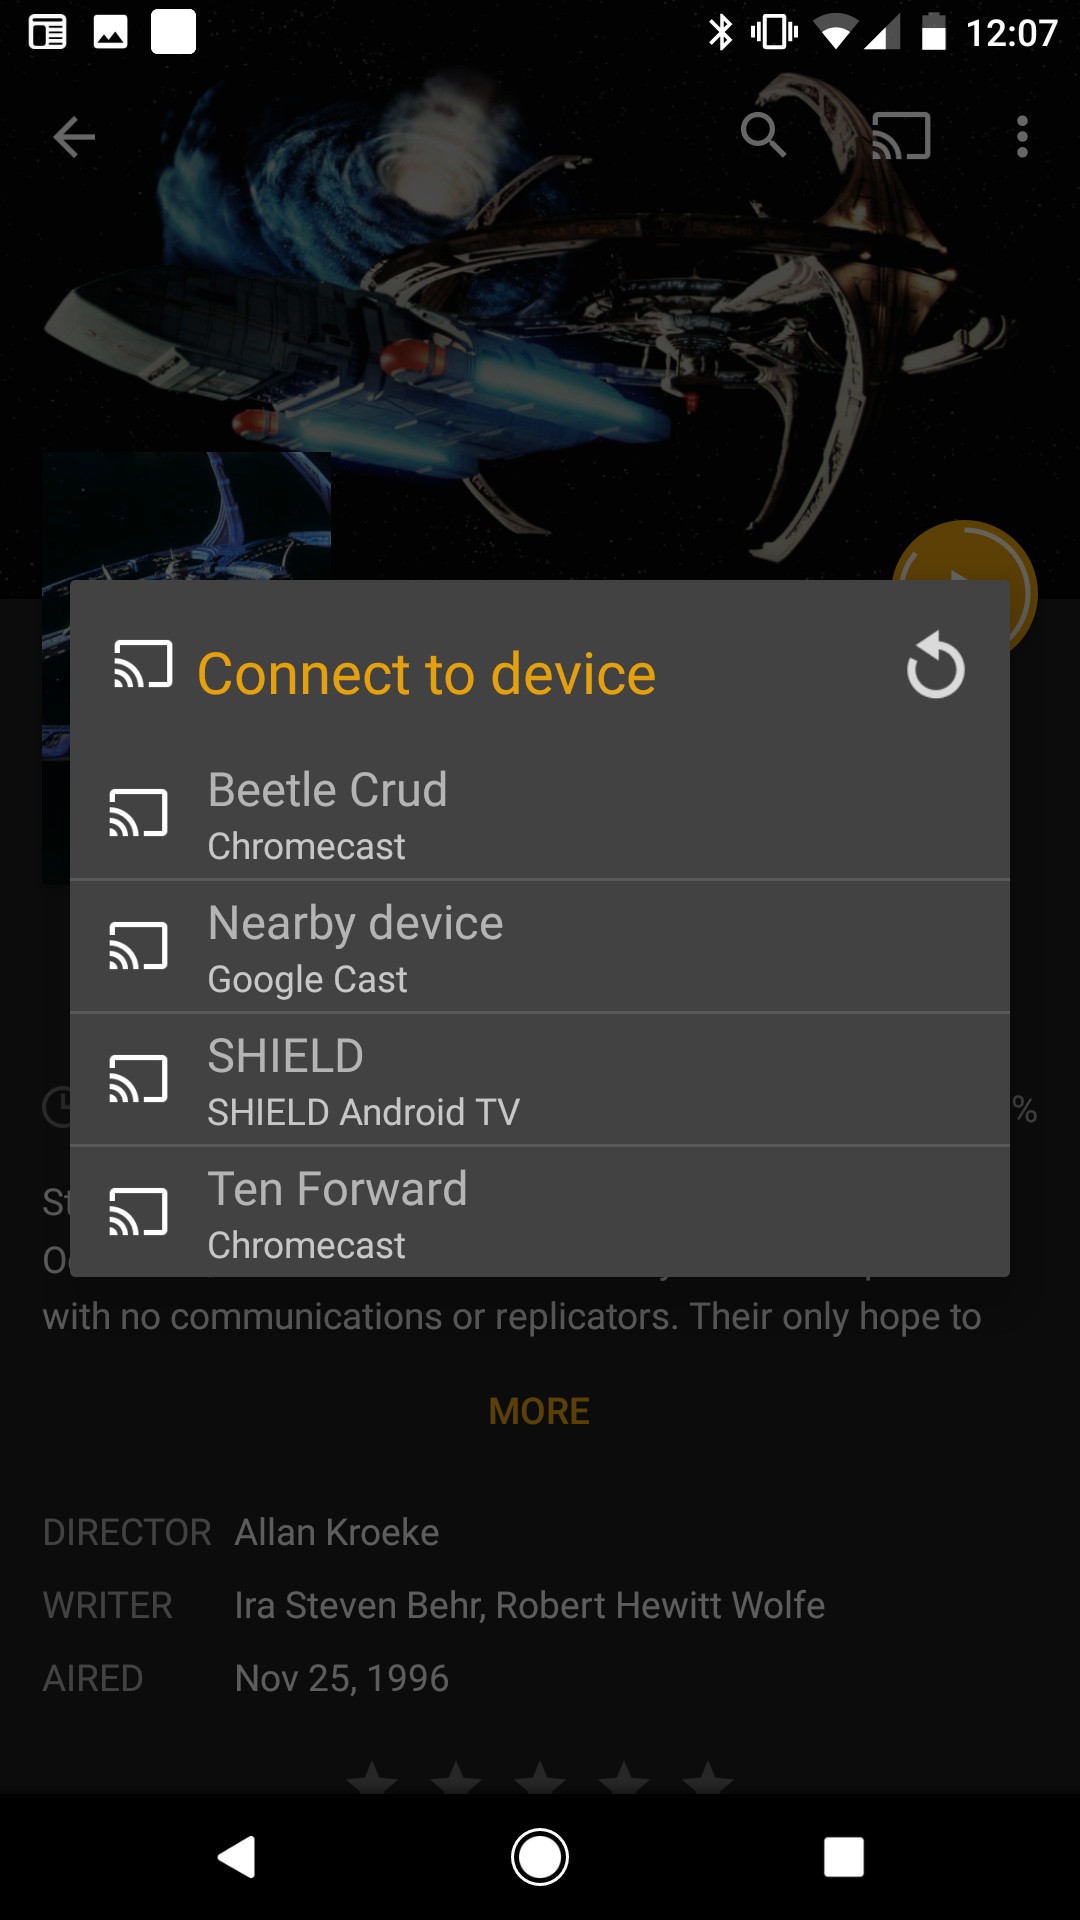 12:07
Connect to device
Beetle Crud
Chromecast
Nearby device
Google Cast
SHIELD
SHIELD Android TV
%
Ten Forward
Chromecast
with no communications or replicators. Their only hope to
MORE
DIRECTOR Allan Kroeke
WRITER Ira Steven Behr, Robert Hewitt Wolfe
AIRED Nov 25, 1996